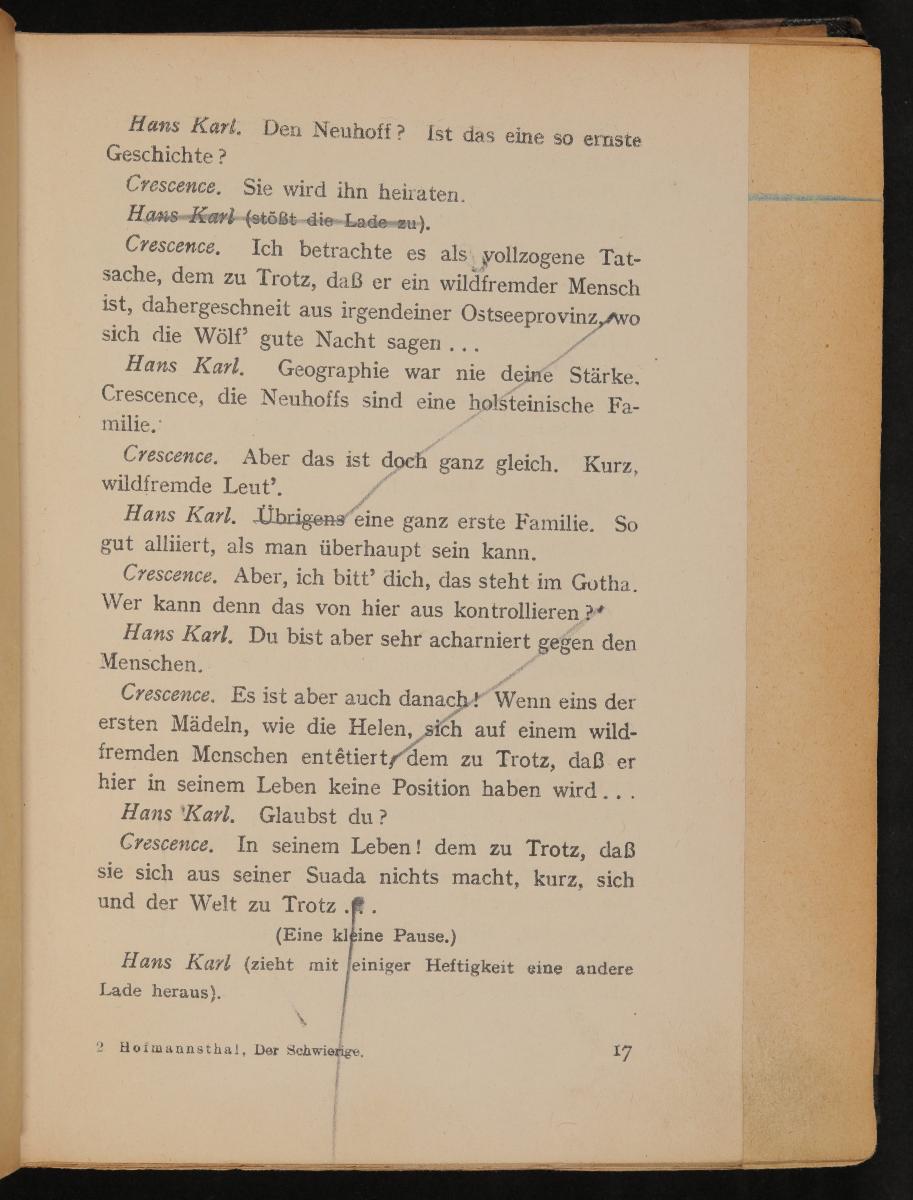 Hans Karl. Den Neuhoff? Ist das eine so ernste
Geschichte?
Crescence. Sie wird ihn heiraten.
Hans Karl (stößt die Lade zu).
Crescence. Ich betrachte es als vollzogene Tat-
sache, dem zu Trotz, daß er ein wildfremder Mensch
ist, dahergeschneit aus irgendeiner Ostseeprovinz, wo
sich die Wölf’ gute Nacht sagen ...
Hans Karl. Geographie war nie deine Stärke.
Crescence, die Neuhoffs sind eine holsteinische Fa-
milie.
Crescence. Aber das ist doch ganz gleich. Kurz,
wildfremde Leut’.
Hans Karl. Übrigens eine ganz erste Familie. So
gut alliiert, als man überhaupt sein kann.
Crescence. Aber, ich bitt’ dich, das steht im Gotha.
Wer kann denn das von hier aus kontrollieren?
Hans Karl. Du bist aber sehr acharniert gegen den
Menschen.
Crescence. Es ist aber auch danach! Wenn eins der
ersten Mädeln, wie die Helen, sich auf einem wild-
fremden Menschen entêtiert, dem zu Trotz, daß er
hier in seinem Leben keine Position haben wird...
Hans Karl. Glaubst du?
Crescence. In seinem Leben! dem zu Trotz, daß
sie sich aus seiner Suada nichts macht, kurz, sich
und der Welt zu Trotz ...
(Eine kleine Pause.)
Hans Karl (zieht mit einiger Heftigkeit eine andere
Lade heraus).
2 Hofmannsthal, Der Schwierige.
17